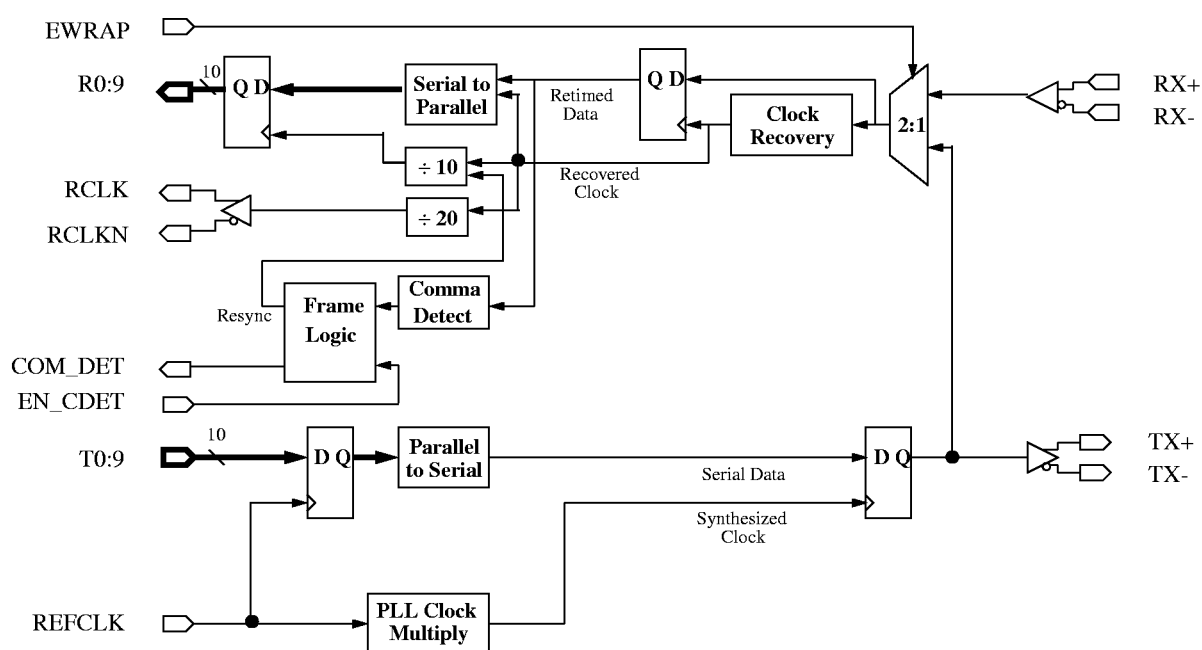 EWRAP
R0:9
10
Q D
Serial to
Parallel
Retimed
Data
Q D
Clock
Recovery
2:1
RX+
RX-
÷ 10
Recovered
Clock
RCLK
RCLKN
÷ 20
Resync
Frame
Logic
Comma
Detect
COM_DET
EN_CDET
T0:9
10
D Q
Parallel
to Serial
Serial Data
D Q
TX+
TX-
Synthesized
Clock
REFCLK
PLL Clock
Multiply